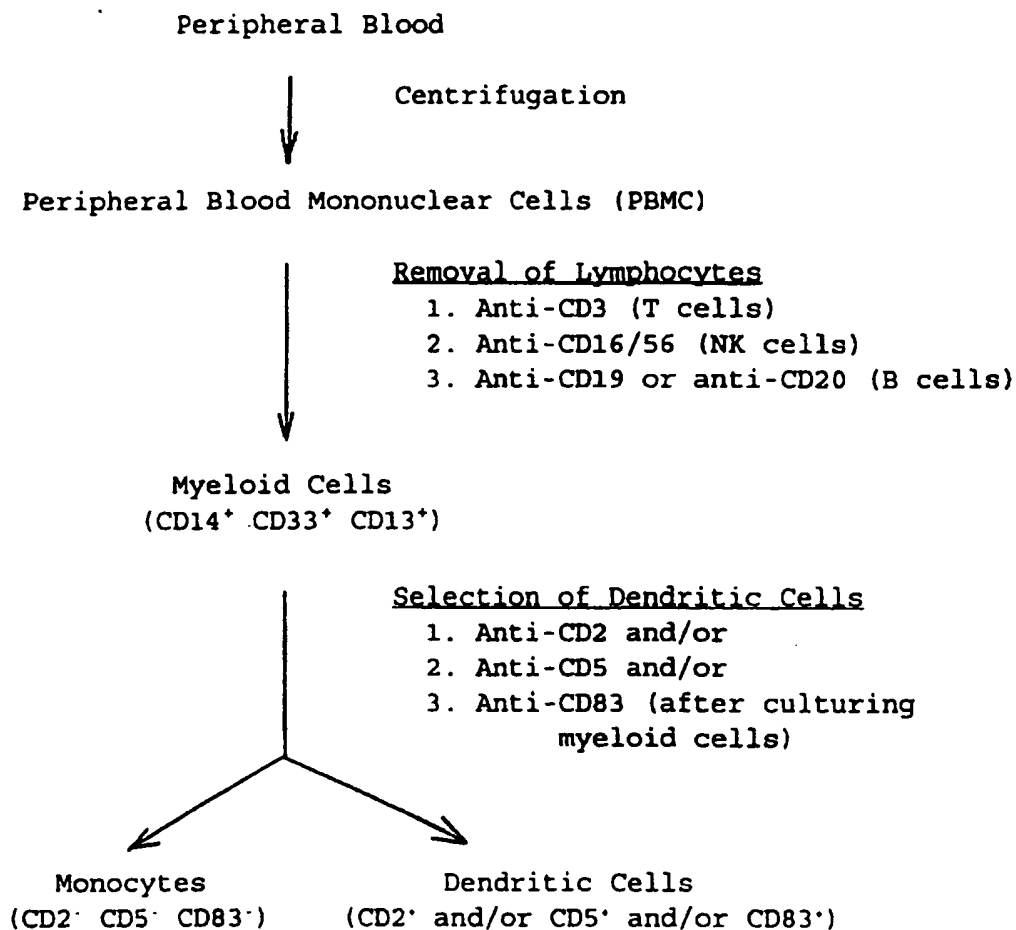 Peripheral Blood
Centrifugation
Peripheral Blood Mononuclear Cells (PBMC)
Removal of Lymphocytes
1. Anti-CD3 (T cells)
2. Anti-CD16/56 (NK cells)
3. Anti-CD19 or anti-CD20 (B cells)
Myeloid Cells
(CD14⁺ CD33⁺ CD13⁺)
Selection of Dendritic Cells
1. Anti-CD2 and/or
2. Anti-CD5 and/or
3. Anti-CD83 (after culturing
myeloid cells)
Monocytes
(CD2⁻ CD5⁻ CD83⁻)
Dendritic Cells
(CD2⁺ and/or CD5⁺ and/or CD83⁺)